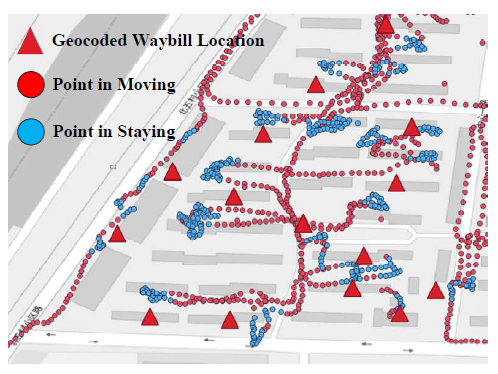 Geocoded Waybill Location
Point in Moving
Point in Staying